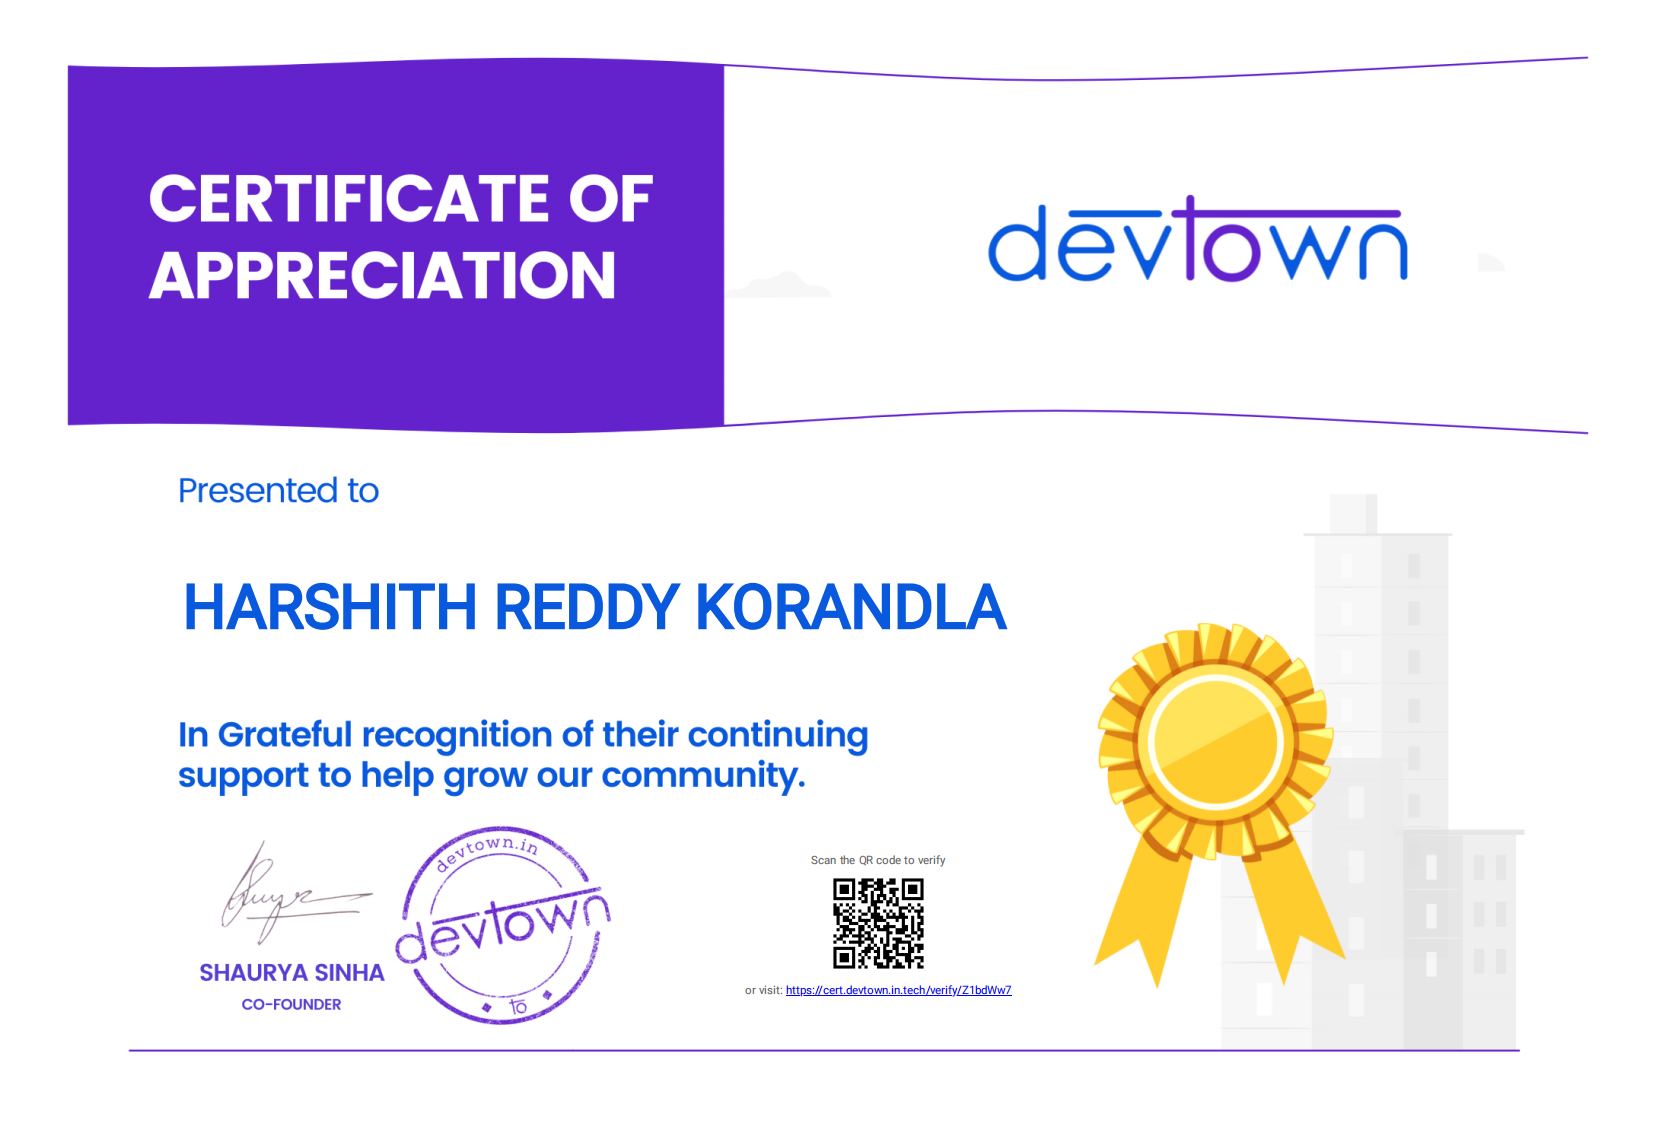 CERTIFICATE OF
APPRECIATION
devtown
Presented to
HARSHITH REDDY KORANDLA
In Grateful recognition of their continuing
support to help grow our community.
SHAURYA SINHA
CO-FOUNDER
devtown.in
devtown
to
Scan the QR code to verify
or visit: https://cert.devtown.in.tech/verify/Z1bdWw7